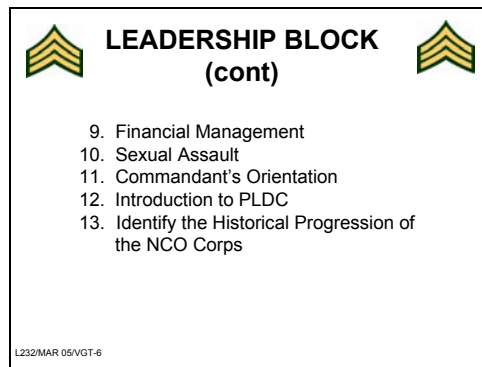 LEADERSHIP BLOCK
(cont)
9. Financial Management
10. Sexual Assault
11. Commandant's Orientation
12. Introduction to PLDC
13. Identify the Historical Progression of
the NCO Corps
L232/MAR 05/VGT-6